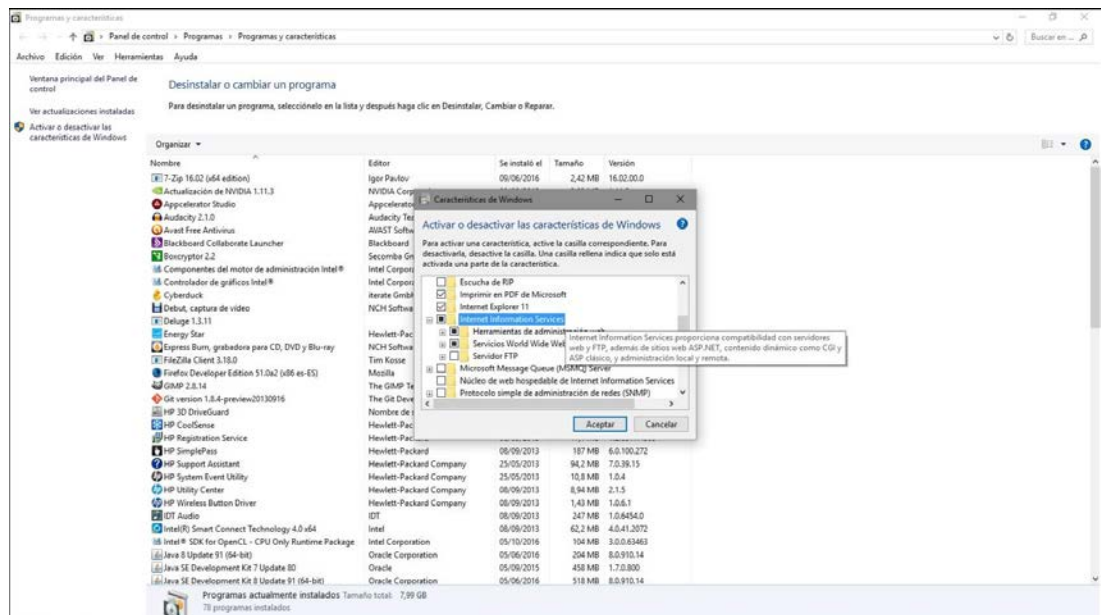 Programas y características
Panel de control › Programas › Programas y características
Buscar en ...
Archivo Edición Ver Herramientas Ayuda
Ventana principal del Panel de control
Ver actualizaciones instaladas
Activar o desactivar las características de Windows
Desinstalar o cambiar un programa
Para desinstalar un programa, selecciónelo en la lista y después haga clic en Desinstalar, Cambiar o Reparar.
Organizar
Nombre Editor Se instaló el Tamaño Versión
7-Zip 16.02 (x64 edition) Igor Pavlov 09/06/2016 2,42 MB 16.02.00.0
Actualización de NVIDIA 1.11.3 NVIDIA Corp
Appcelerator Studio Appcelerato
Audacity 2.1.0 Audacity Te
Avast Free Antivirus AVAST Softw
Blackboard Collaborate Launcher Blackboard
Boxcryptor 2.2 Secomba Gm
Componentes del motor de administración Intel® Intel Corpora
Controlador de gráficos Intel® Intel Corpora
Cyberduck iterate GmbH
Debut, captura de vídeo NCH Softwa
Deluge 1.3.11
Energy Star Hewlett-Pac
Express Burn, grabadora para CD, DVD y Blu-ray NCH Softwa
FileZilla Client 3.18.0 Tim Kosse
Firefox Developer Edition 51.0a2 (x86 es-ES) Mozilla
GIMP 2.8.14 The GIMP Te
Git version 1.8.4-preview20130916 The Git Deve
HP 3D DriveGuard Nombre de
HP CoolSense Hewlett-Pac
HP Registration Service Hewlett-Pac
HP SimplePass Hewlett-Packard 08/09/2013 187 MB 6.0.100.272
HP Support Assistant Hewlett-Packard Company 25/05/2013 94,2 MB 7.0.39.15
HP System Event Utility Hewlett-Packard Company 25/05/2013 10,8 MB 1.0.4
HP Utility Center Hewlett-Packard Company 08/09/2013 8,94 MB 2.1.5
HP Wireless Button Driver Hewlett-Packard Company 08/09/2013 1,43 MB 1.0.6.1
IDT Audio IDT 08/09/2013 247 MB 1.0.6454.0
Intel(R) Smart Connect Technology 4.0 x64 Intel 08/09/2013 62,2 MB 4.0.41.2072
Intel® SDK for OpenCL - CPU Only Runtime Package Intel Corporation 05/10/2016 104 MB 3.0.0.63463
Java 8 Update 91 (64-bit) Oracle Corporation 05/06/2016 204 MB 8.0.910.14
Java SE Development Kit 7 Update 80 Oracle 05/09/2015 458 MB 1.7.0.800
Java SE Development Kit 8 Update 91 (64-bit) Oracle Corporation 05/06/2016 518 MB 8.0.910.14
Programas actualmente instalados Tamaño total: 7,99 GB
78 programas instalados
Características de Windows
Activar o desactivar las características de Windows
Para activar una característica, active la casilla correspondiente. Para
desactivarla, desactive la casilla. Una casilla rellena indica que solo está
activada una parte de la característica.
Escucha de RIP
Imprimir en PDF de Microsoft
Internet Explorer 11
Internet Information Services
Herramientas de administración web
Servicios World Wide Web
Servidor FTP
Microsoft Message Queue (MSMQ) Server
Núcleo de web hospedable de Internet Information Services
Protocolo simple de administración de redes (SNMP)
Internet Information Services proporciona compatibilidad con servidores
web y FTP, además de sitios web ASP.NET, contenido dinámico como CGI y
ASP clásico, y administración local y remota.
Aceptar Cancelar